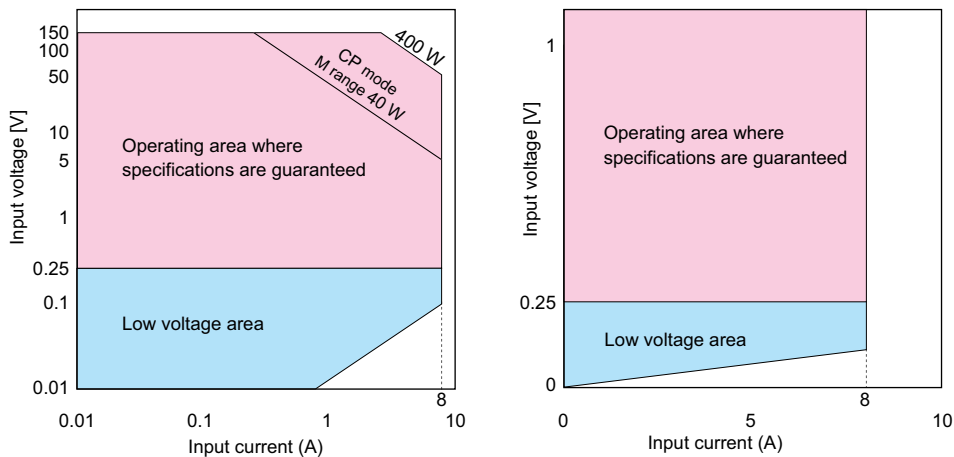 Input voltage [V]
150
100
50
10
5
1
0.25
0.1
0.01
400 W
CP mode
M range 40 W
Operating area where
specifications are guaranteed
Low voltage area
8
0.01
0.1
1
10
Input current (A)
Input voltage [V]
1
0.25
0
Operating area where
specifications are guaranteed
Low voltage area
8
0
5
10
Input current (A)